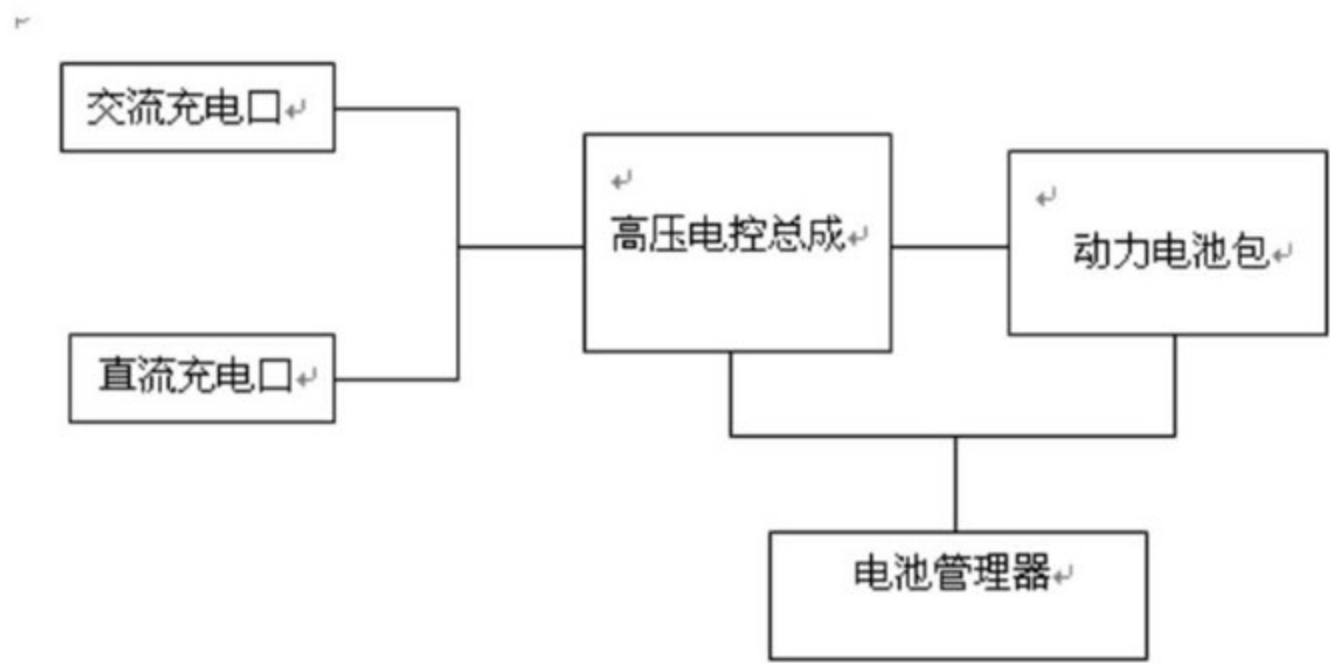 交流充电口
高压电控总成
动力电池包
直流充电口
电池管理器